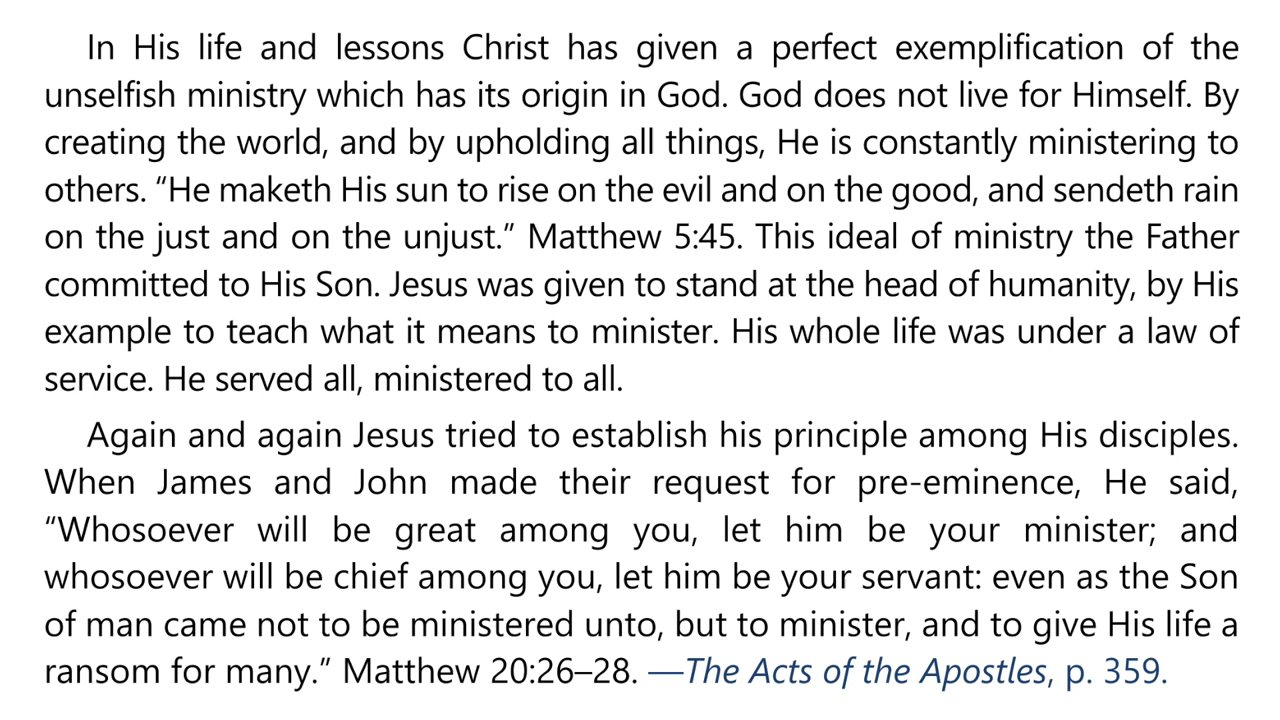 In His life and lessons Christ has given a perfect exemplification of the
unselfish ministry which has its origin in God. God does not live for Himself. By
creating the world, and by upholding all things, He is constantly ministering to
others. “He maketh His sun to rise on the evil and on the good, and sendeth rain
on the just and on the unjust.” Matthew 5:45. This ideal of ministry the Father
committed to His Son. Jesus was given to stand at the head of humanity, by His
example to teach what it means to minister. His whole life was under a law of
service. He served all, ministered to all.
Again and again Jesus tried to establish his principle among His disciples.
When James and John made their request for pre-eminence, He said,
“Whosoever will be great among you, let him be your minister; and
whosoever will be chief among you, let him be your servant: even as the Son
of man came not to be ministered unto, but to minister, and to give His life a
ransom for many.” Matthew 20:26–28. —The Acts of the Apostles, p. 359.